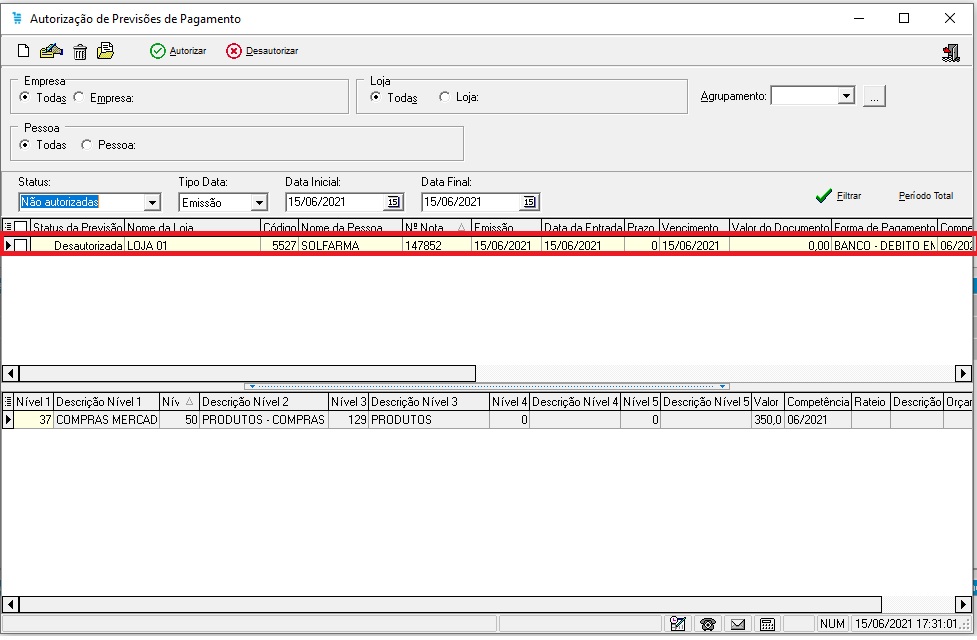 Autorização de Previsões de Pagamento
Autorizar Desautorizar
Empresa Loja
Todas Empresa: Todas Loja: Agrupamento: ...
Pessoa
Todas Pessoa:
Status: Tipo Data: Data Inicial: Data Final:
Não autorizadas Emissão 15/06/2021 15 15/06/2021 15 Filtrar Período Total
Status da Previsão Nome da Loja Código Nome da Pessoa Nº Nota Emissão Data da Entrada Prazo Vencimento Valor do Documento Forma de Pagamento Compe
Desautorizada LOJA 01 5527 SOLFARMA 147852 15/06/2021 15/06/2021 0 15/06/2021 0,00 BANCO - DEBITO EM 06/202
Nível 1 Descrição Nível 1 Nív Descrição Nível 2 Nível 3 Descrição Nível 3 Nível 4 Descrição Nível 4 Nível 5 Descrição Nível 5 Valor Competência Rateio Descrição Orçar
37 COMPRAS MERCAD 50 PRODUTOS - COMPRAS 129 PRODUTOS 0 0 350,0 06/2021
NUM 15/06/2021 17:31:01